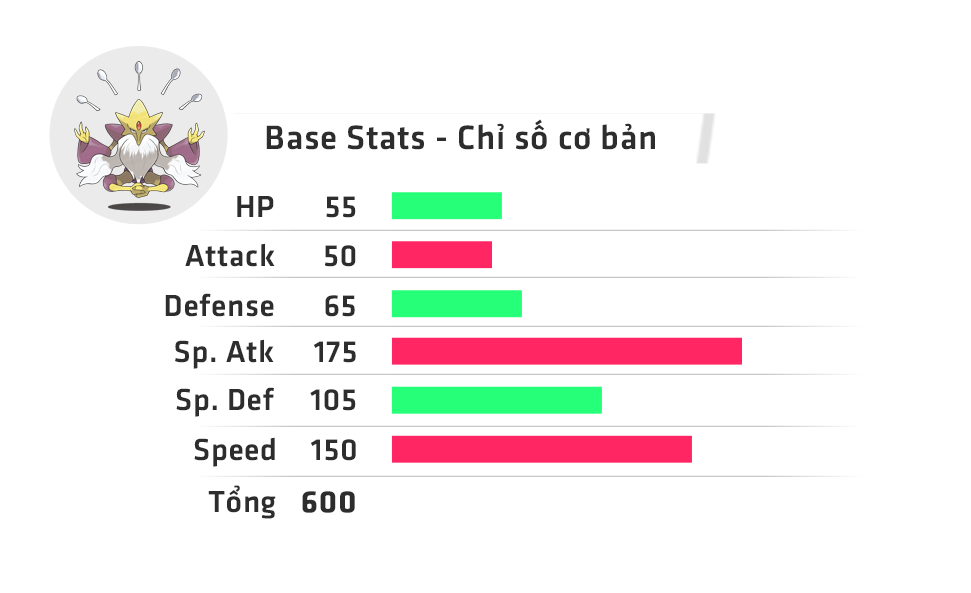 Base Stats - Chỉ số cơ bản
HP 55
Attack 50
Defense 65
Sp. Atk 175
Sp. Def 105
Speed 150
Tổng 600